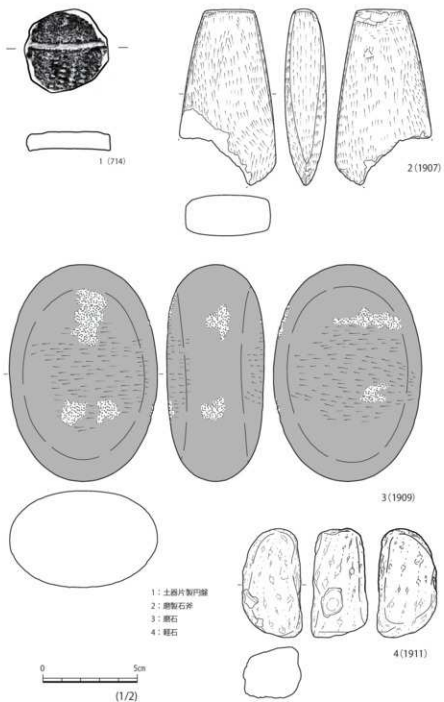 1 (714)
2 (1907)
3 (1909)
1：土器片製円盤
2：磨製石斧
3：磨石
4：軽石
4 (1911)
0 5cm
(1/2)